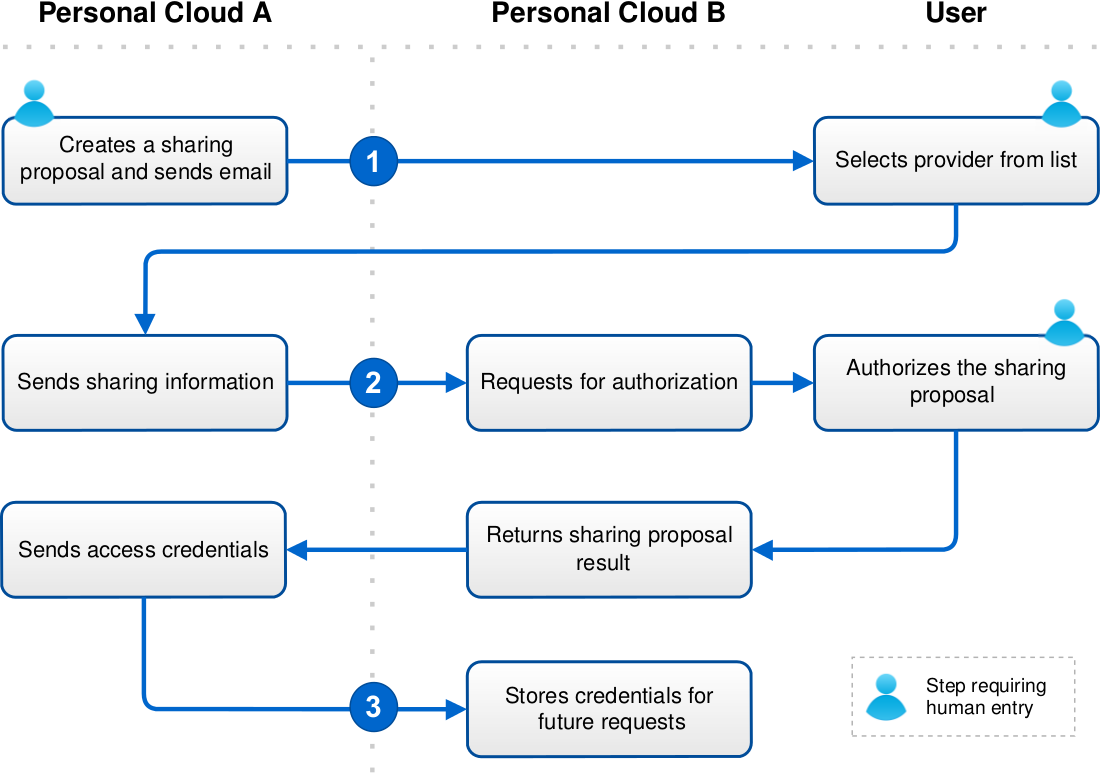 Personal Cloud A
Personal Cloud B
User
Creates a sharing
proposal and sends email
1
Selects provider from list
Sends sharing information
2
Requests for authorization
Authorizes the sharing
proposal
Sends access credentials
Returns sharing proposal
result
3
Stores credentials for
future requests
Step requiring
human entry